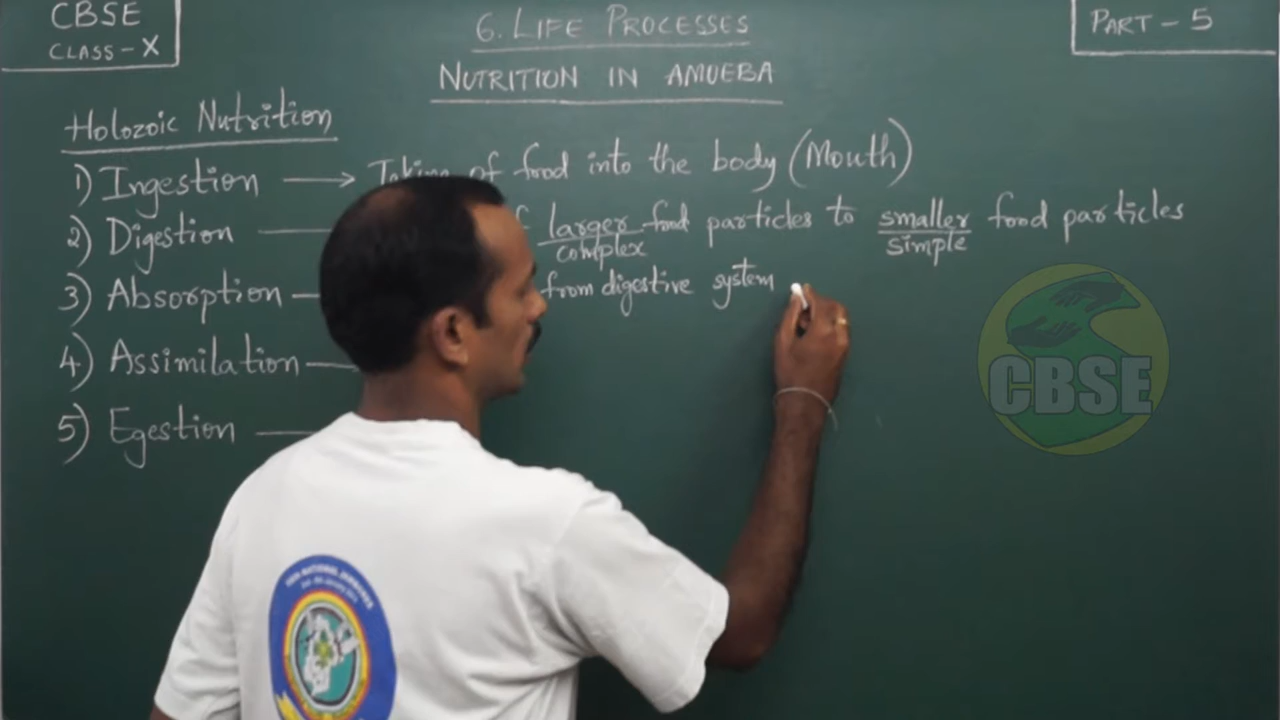 CBSE
CLASS-X
6. LIFE PROCESSES
PART-5
NUTRITION IN AMOEBA
Holozoic Nutrition
1) Ingestion → Taking of food into the body (Mouth)
2) Digestion larger food particles to smaller food particles
complex simple
3) Absorption from digestive system
4) Assimilation
5) Egestion
CBSE